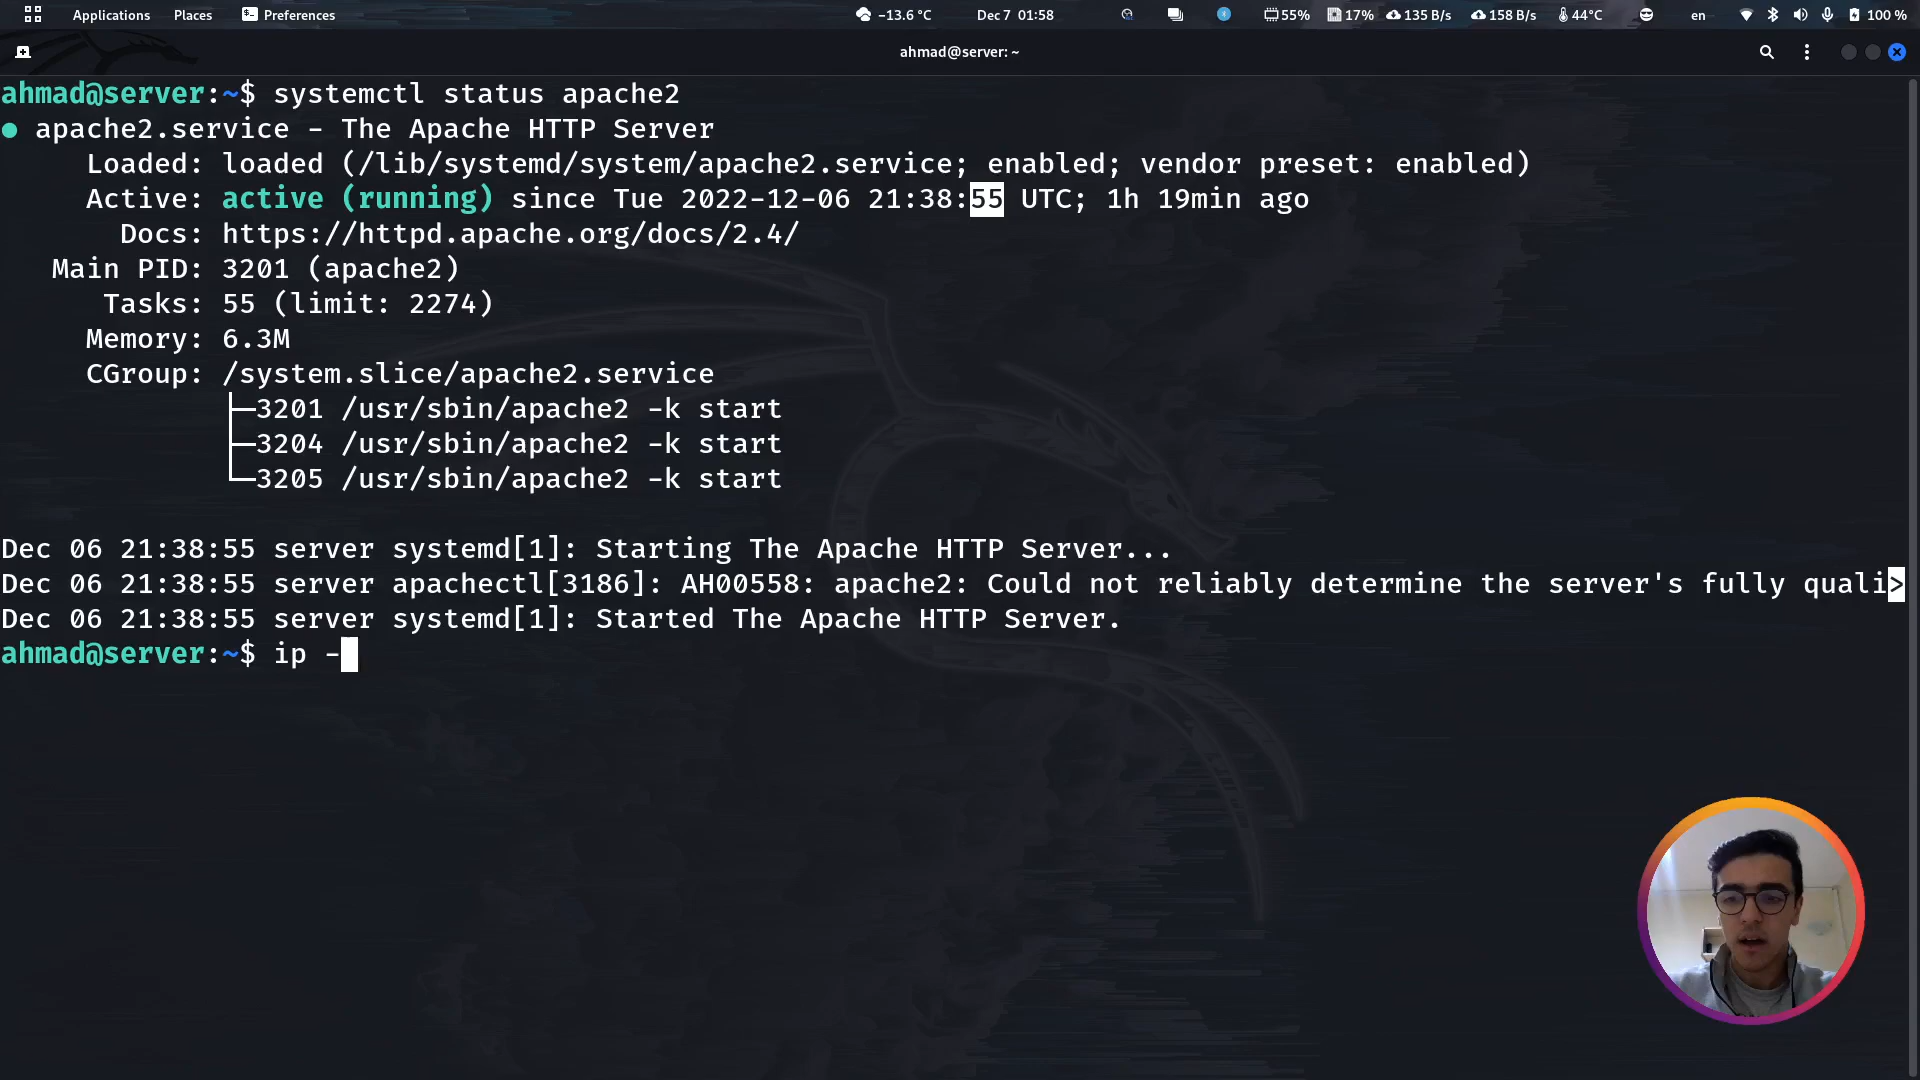 Applications Places Preferences -13.6 °C Dec 7 01:58 55% 17% 135 B/s 158 B/s 44°C en 100 %
ahmad@server: ~
ahmad@server:~$ systemctl status apache2
● apache2.service - The Apache HTTP Server
Loaded: loaded (/lib/systemd/system/apache2.service; enabled; vendor preset: enabled)
Active: active (running) since Tue 2022-12-06 21:38:55 UTC; 1h 19min ago
Docs: https://httpd.apache.org/docs/2.4/
Main PID: 3201 (apache2)
Tasks: 55 (limit: 2274)
Memory: 6.3M
CGroup: /system.slice/apache2.service
├─3201 /usr/sbin/apache2 -k start
├─3204 /usr/sbin/apache2 -k start
└─3205 /usr/sbin/apache2 -k start
Dec 06 21:38:55 server systemd[1]: Starting The Apache HTTP Server...
Dec 06 21:38:55 server apachectl[3186]: AH00558: apache2: Could not reliably determine the server's fully quali>
Dec 06 21:38:55 server systemd[1]: Started The Apache HTTP Server.
ahmad@server:~$ ip -